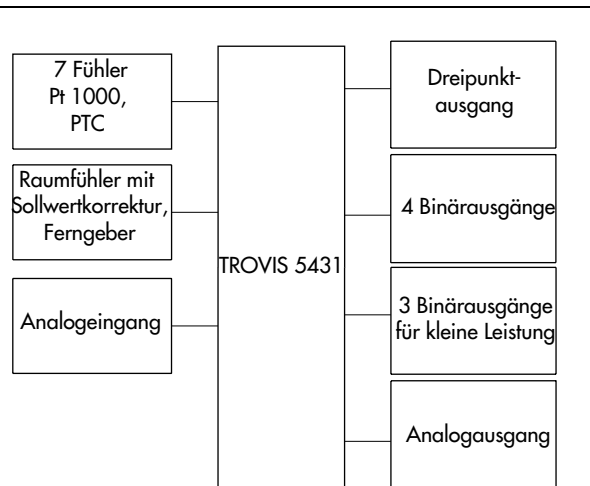 7 Fühler
Pt 1000,
PTC
Raumfühler mit
Sollwertkorrektur,
Ferngeber
Analogeingang
TROVIS 5431
Dreipunkt-
ausgang
4 Binärausgänge
3 Binärausgänge
für kleine Leistung
Analogausgang